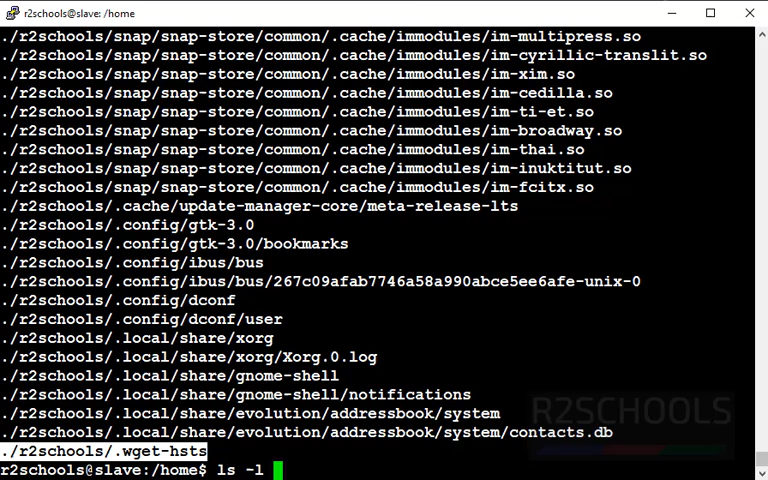 r2schools@slave: /home
./r2schools/snap/snap-store/common/.cache/immodules/im-multipress.so
./r2schools/snap/snap-store/common/.cache/immodules/im-cyrillic-translit.so
./r2schools/snap/snap-store/common/.cache/immodules/im-xim.so
./r2schools/snap/snap-store/common/.cache/immodules/im-cedilla.so
./r2schools/snap/snap-store/common/.cache/immodules/im-ti-et.so
./r2schools/snap/snap-store/common/.cache/immodules/im-broadway.so
./r2schools/snap/snap-store/common/.cache/immodules/im-thai.so
./r2schools/snap/snap-store/common/.cache/immodules/im-inuktitut.so
./r2schools/snap/snap-store/common/.cache/immodules/im-fcitx.so
./r2schools/.cache/update-manager-core/meta-release-lts
./r2schools/.config/gtk-3.0
./r2schools/.config/gtk-3.0/bookmarks
./r2schools/.config/ibus/bus
./r2schools/.config/ibus/bus/267c09afab7746a58a990abce5ee6afe-unix-0
./r2schools/.config/dconf
./r2schools/.config/dconf/user
./r2schools/.local/share/xorg
./r2schools/.local/share/xorg/Xorg.0.log
./r2schools/.local/share/gnome-shell
./r2schools/.local/share/gnome-shell/notifications
./r2schools/.local/share/evolution/addressbook/system
./r2schools/.local/share/evolution/addressbook/system/contacts.db
./r2schools/.wget-hsts
r2schools@slave:/home$ ls -l
R2SCHOOLS